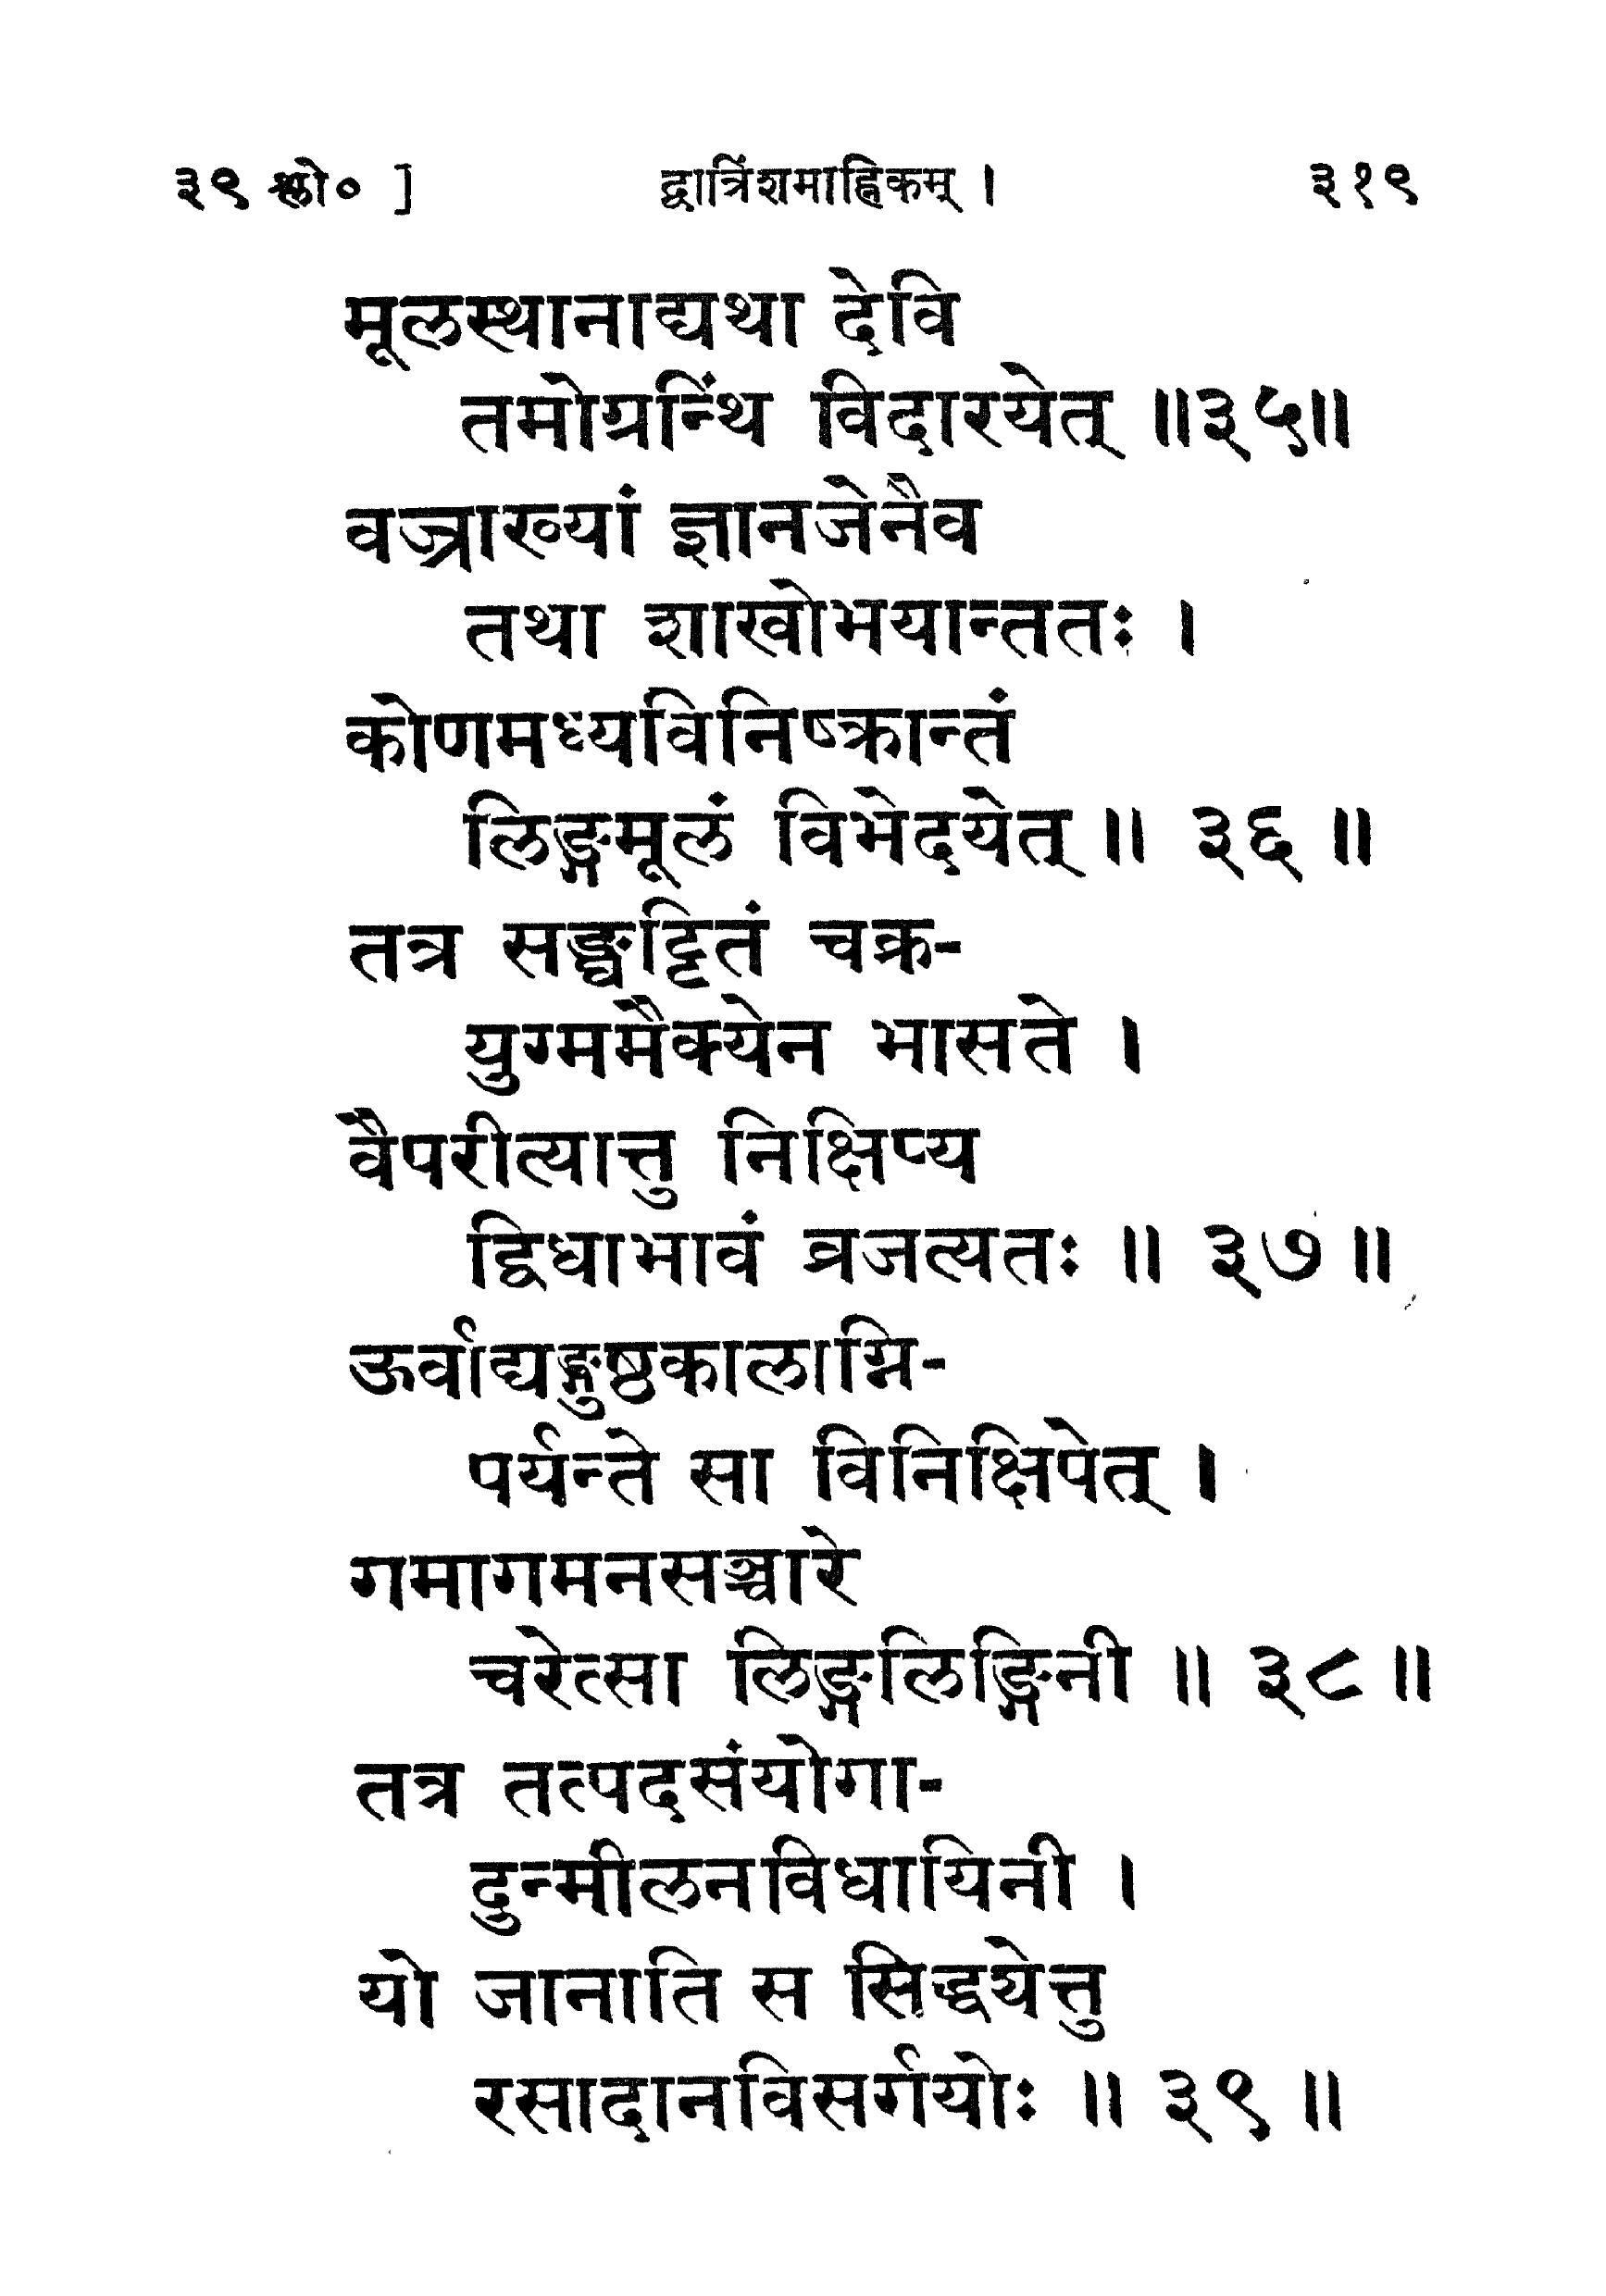 ३९ श्लो० ]	द्वात्रिंशमाह्निकम् ।	३१९
मूलस्थानाद्यथा देवि
तमोग्रन्थिं विदारयेत् ॥३५॥
वज्राख्यां ज्ञानजेनैव
तथा शाखोभयान्ततः ।
कोणमध्यविनिष्क्रान्तं
लिङ्गमूलं विभेदयेत् ॥ ३६ ॥
तत्र सङ्घट्टितं चक्र-
युग्ममैक्येन भासते ।
वैपरीत्यात्तु निक्षिप्य
द्विधाभावं व्रजत्यतः ॥ ३७ ॥
ऊर्वाद्यङ्गुष्ठकालाग्नि-
पर्यन्ते सा विनिक्षिपेत् ।
गमागमनसञ्चारे
चरेत्सा लिङ्गलिङ्गिनी ॥ ३८ ॥
तत्र तत्पदसंयोगा-
दुन्मीलनविधायिनी ।
यो जानाति स सिद्ध्येत्तु
रसादानविसर्गयोः ॥ ३९ ॥